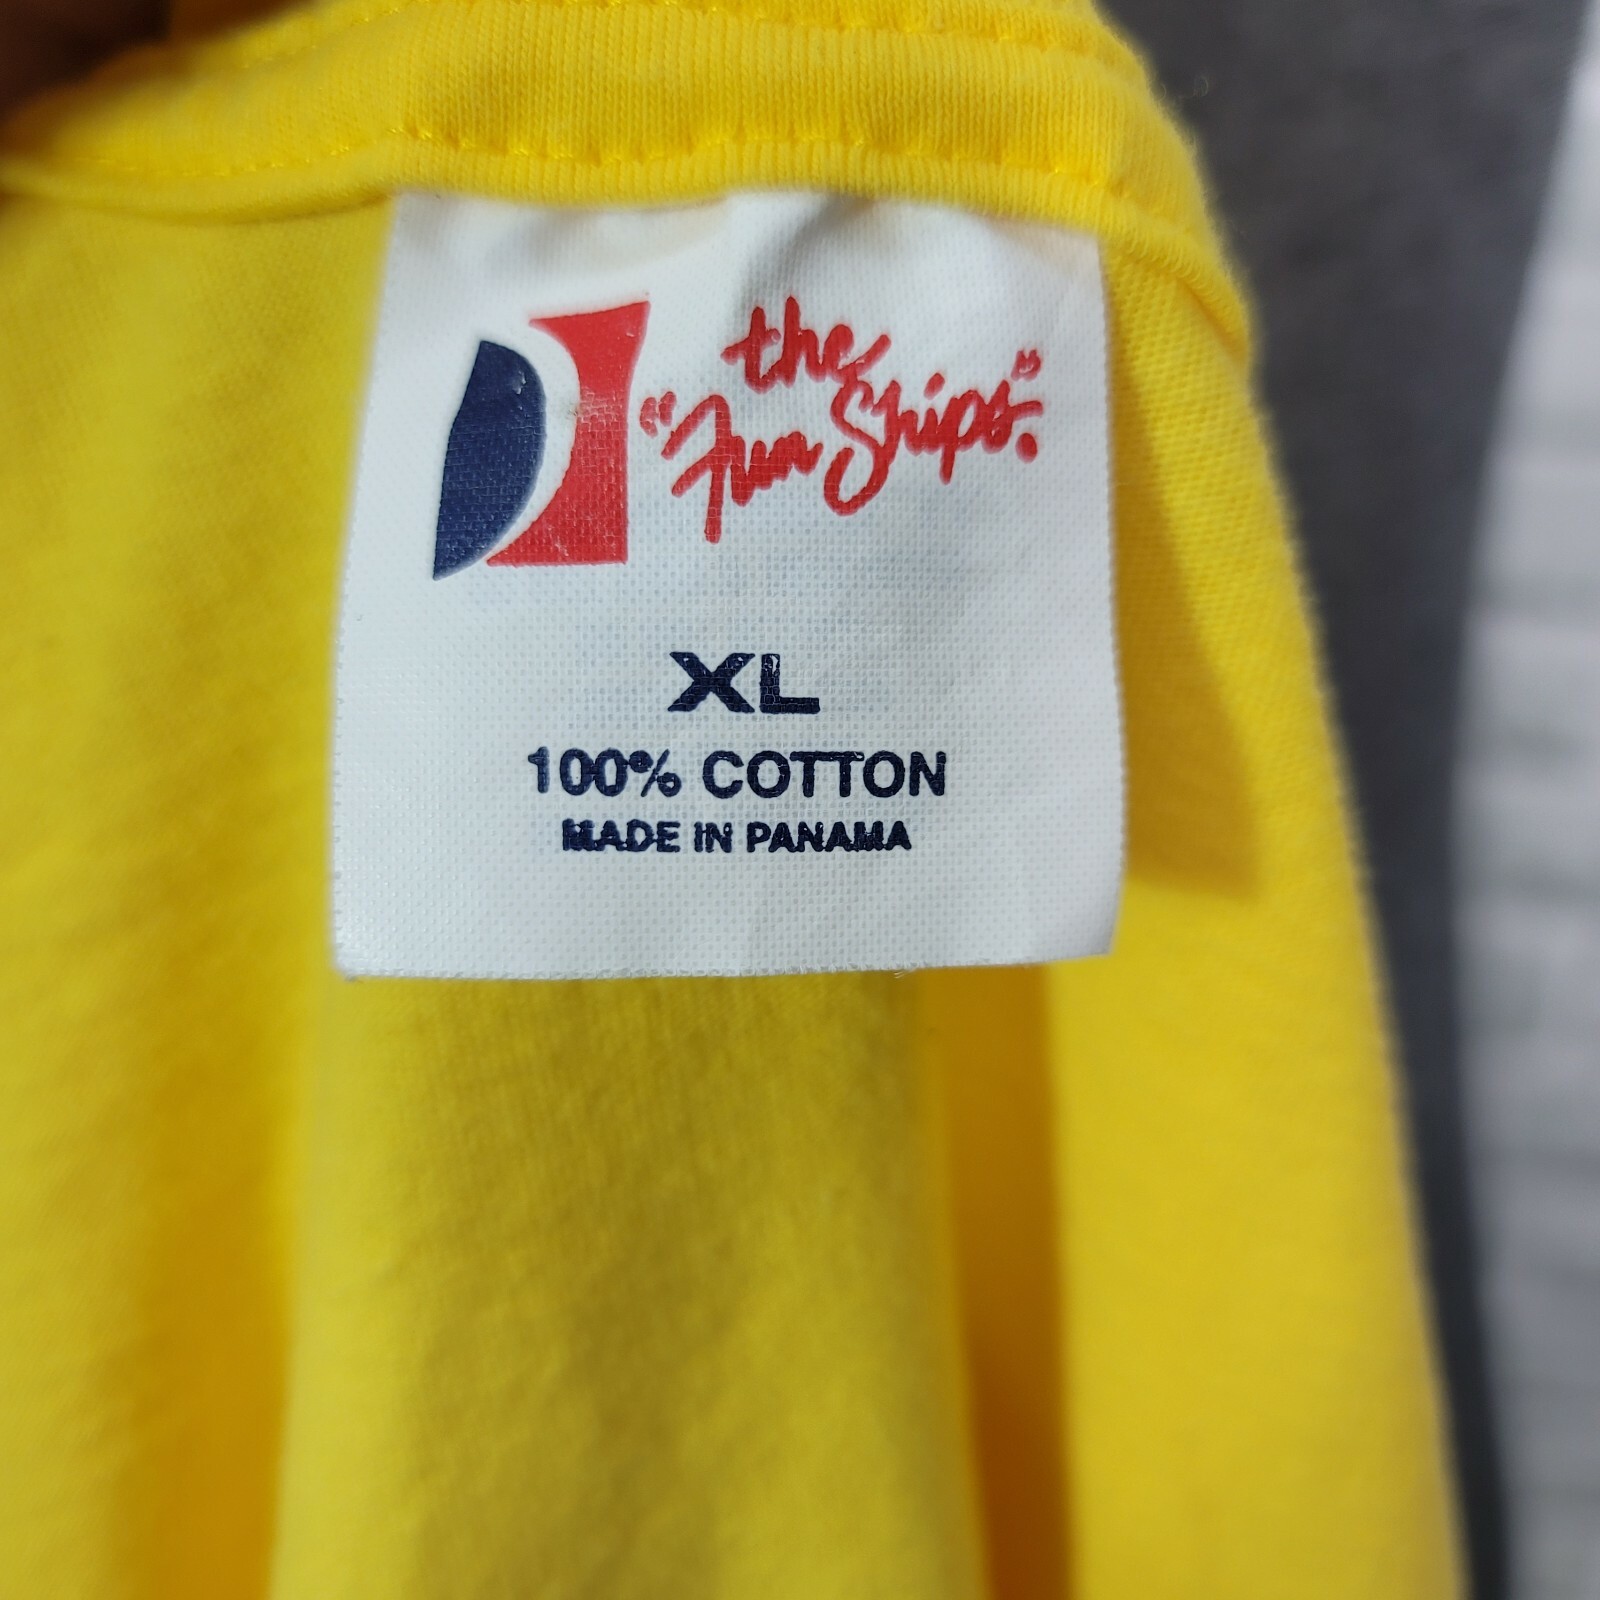 the
"Fun Ships".
XL
100% COTTON
MADE IN PANAMA